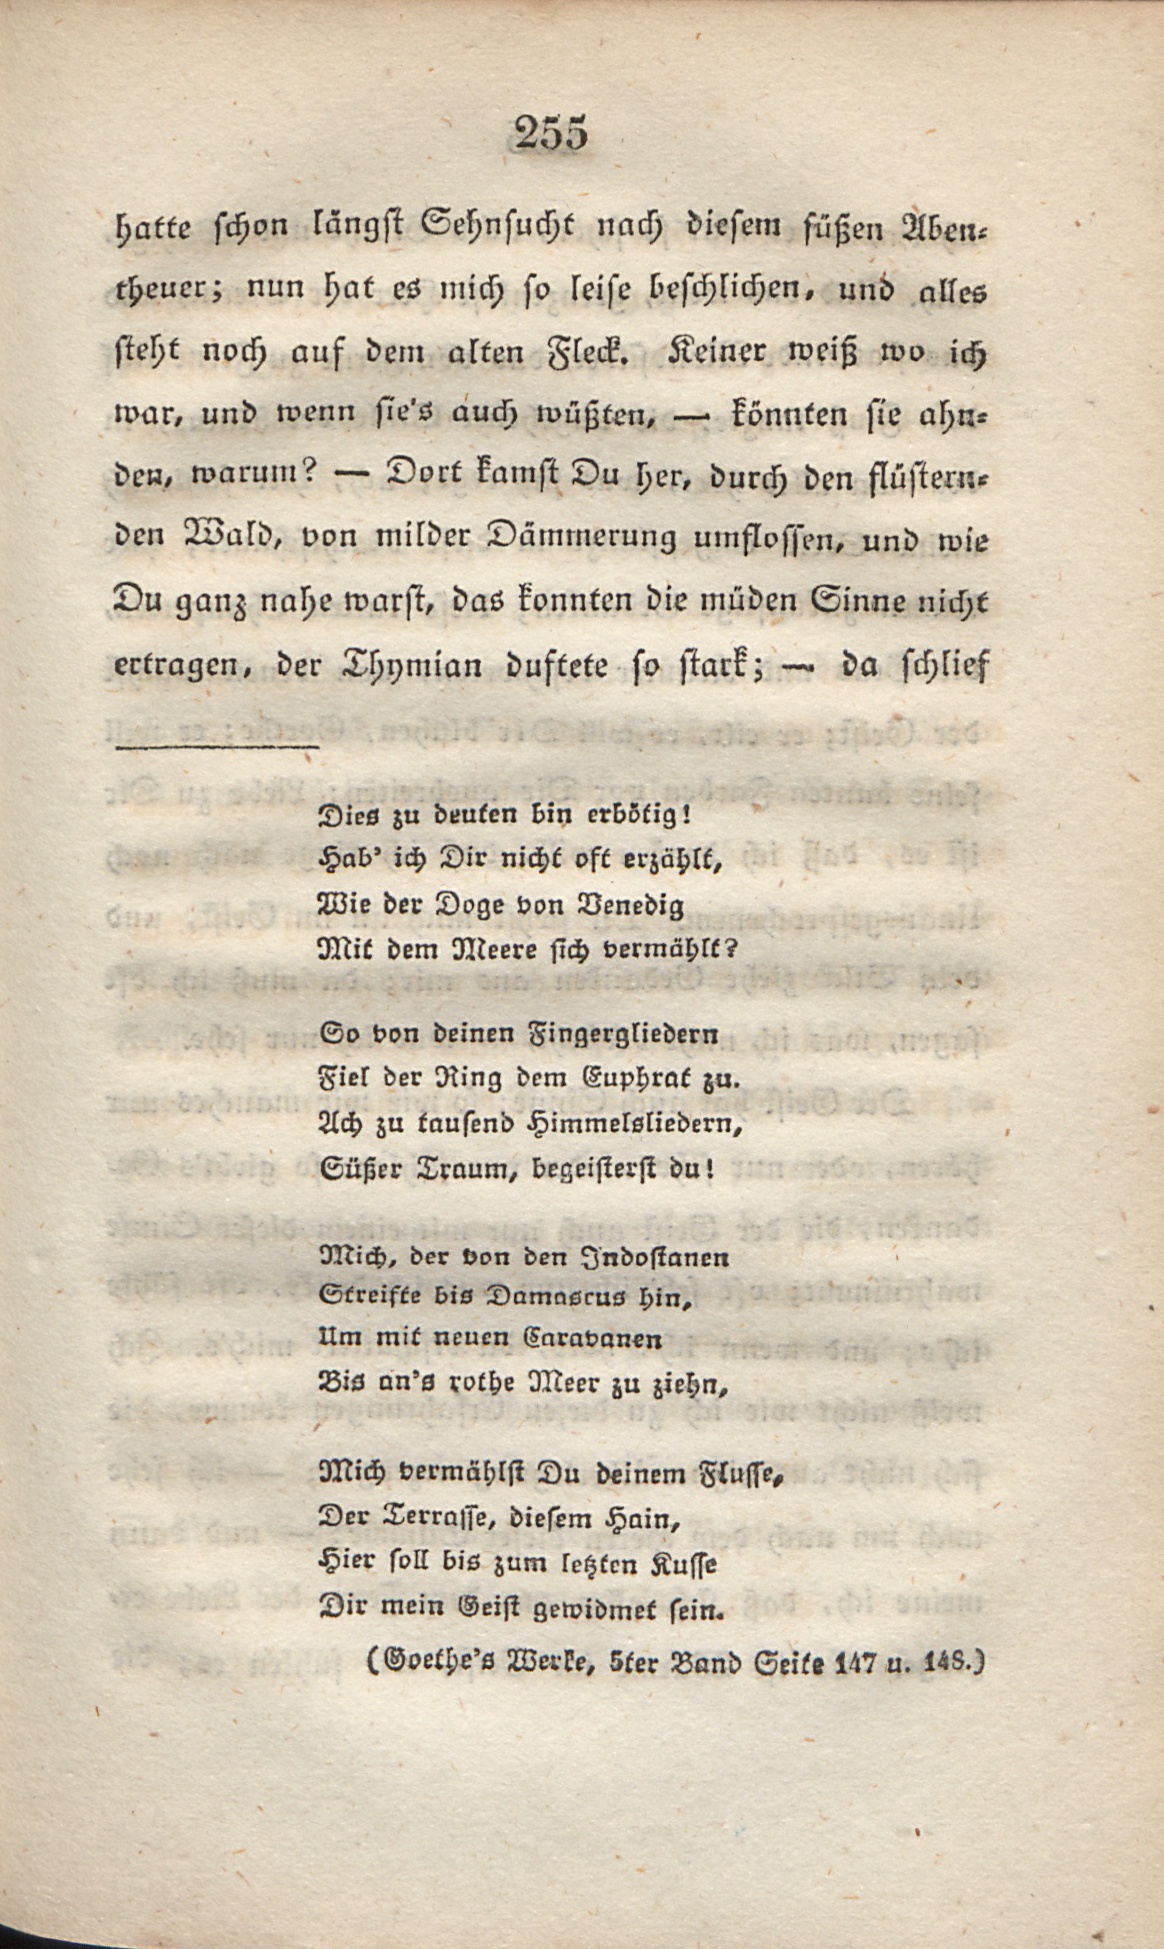 255
hatte schon längst Sehnsucht nach diesem süßen Aben-
theuer; nun hat es mich so leise beschlichen, und alles
steht noch auf dem alten Fleck. Keiner weiß wo ich
war, und wenn sie's auch wüßten, — könnten sie ahn-
den, warum? — Dort kamst Du her, durch den flüstern-
den Wald, von milder Dämmerung umflossen, und wie
Du ganz nahe warst, das konnten die müden Sinne nicht
ertragen, der Thymian duftete so stark; — da schlief
Dies zu deuten bin erbötig!
Hab' ich Dir nicht oft erzählt,
Wie der Doge von Venedig
Mit dem Meere sich vermählt?
So von deinen Fingergliedern
Fiel der Ring dem Euphrat zu.
Ach zu tausend Himmelsliedern,
Süßer Traum, begeisterst du!
Mich, der von den Indostanen
Streifte bis Damascus hin,
Um mit neuen Caravanen
Bis an's rothe Meer zu ziehn,
Mich vermählst Du deinem Flusse,
Der Terrasse, diesem Hain,
Hier soll bis zum letzten Kusse
Dir mein Geist gewidmet sein.
(Goethe's Werke, 5ter Band Seite 147 u. 148.)